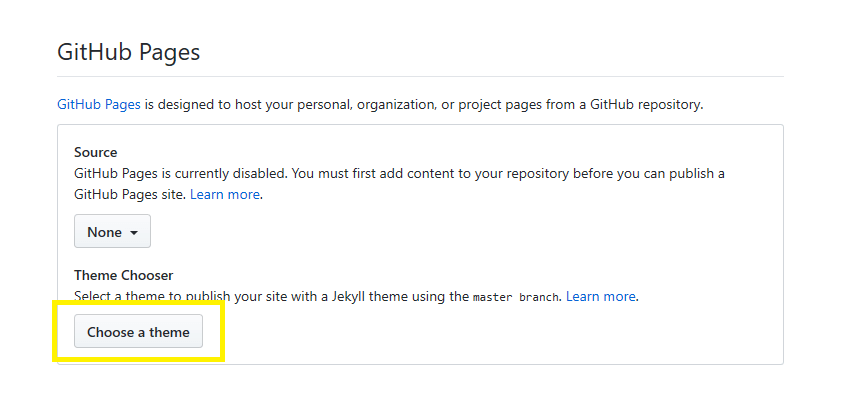 GitHub Pages
GitHub Pages is designed to host your personal, organization, or project pages from a GitHub repository.
Source
GitHub Pages is currently disabled. You must first add content to your repository before you can publish a
GitHub Pages site. Learn more.
None
Theme Chooser
Select a theme to publish your site with a Jekyll theme using the master branch. Learn more.
Choose a theme